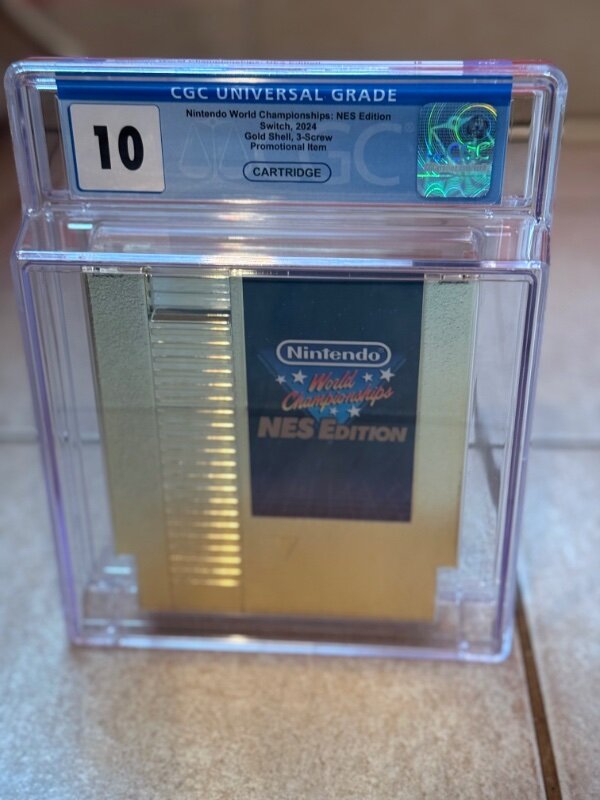 CGC UNIVERSAL GRADE
10
Nintendo World Championships: NES Edition
Switch, 2024
Gold Shell, 3-Screw
Promotional Item
CARTRIDGE
CGC
Nintendo
World
Championships
NES EDITION